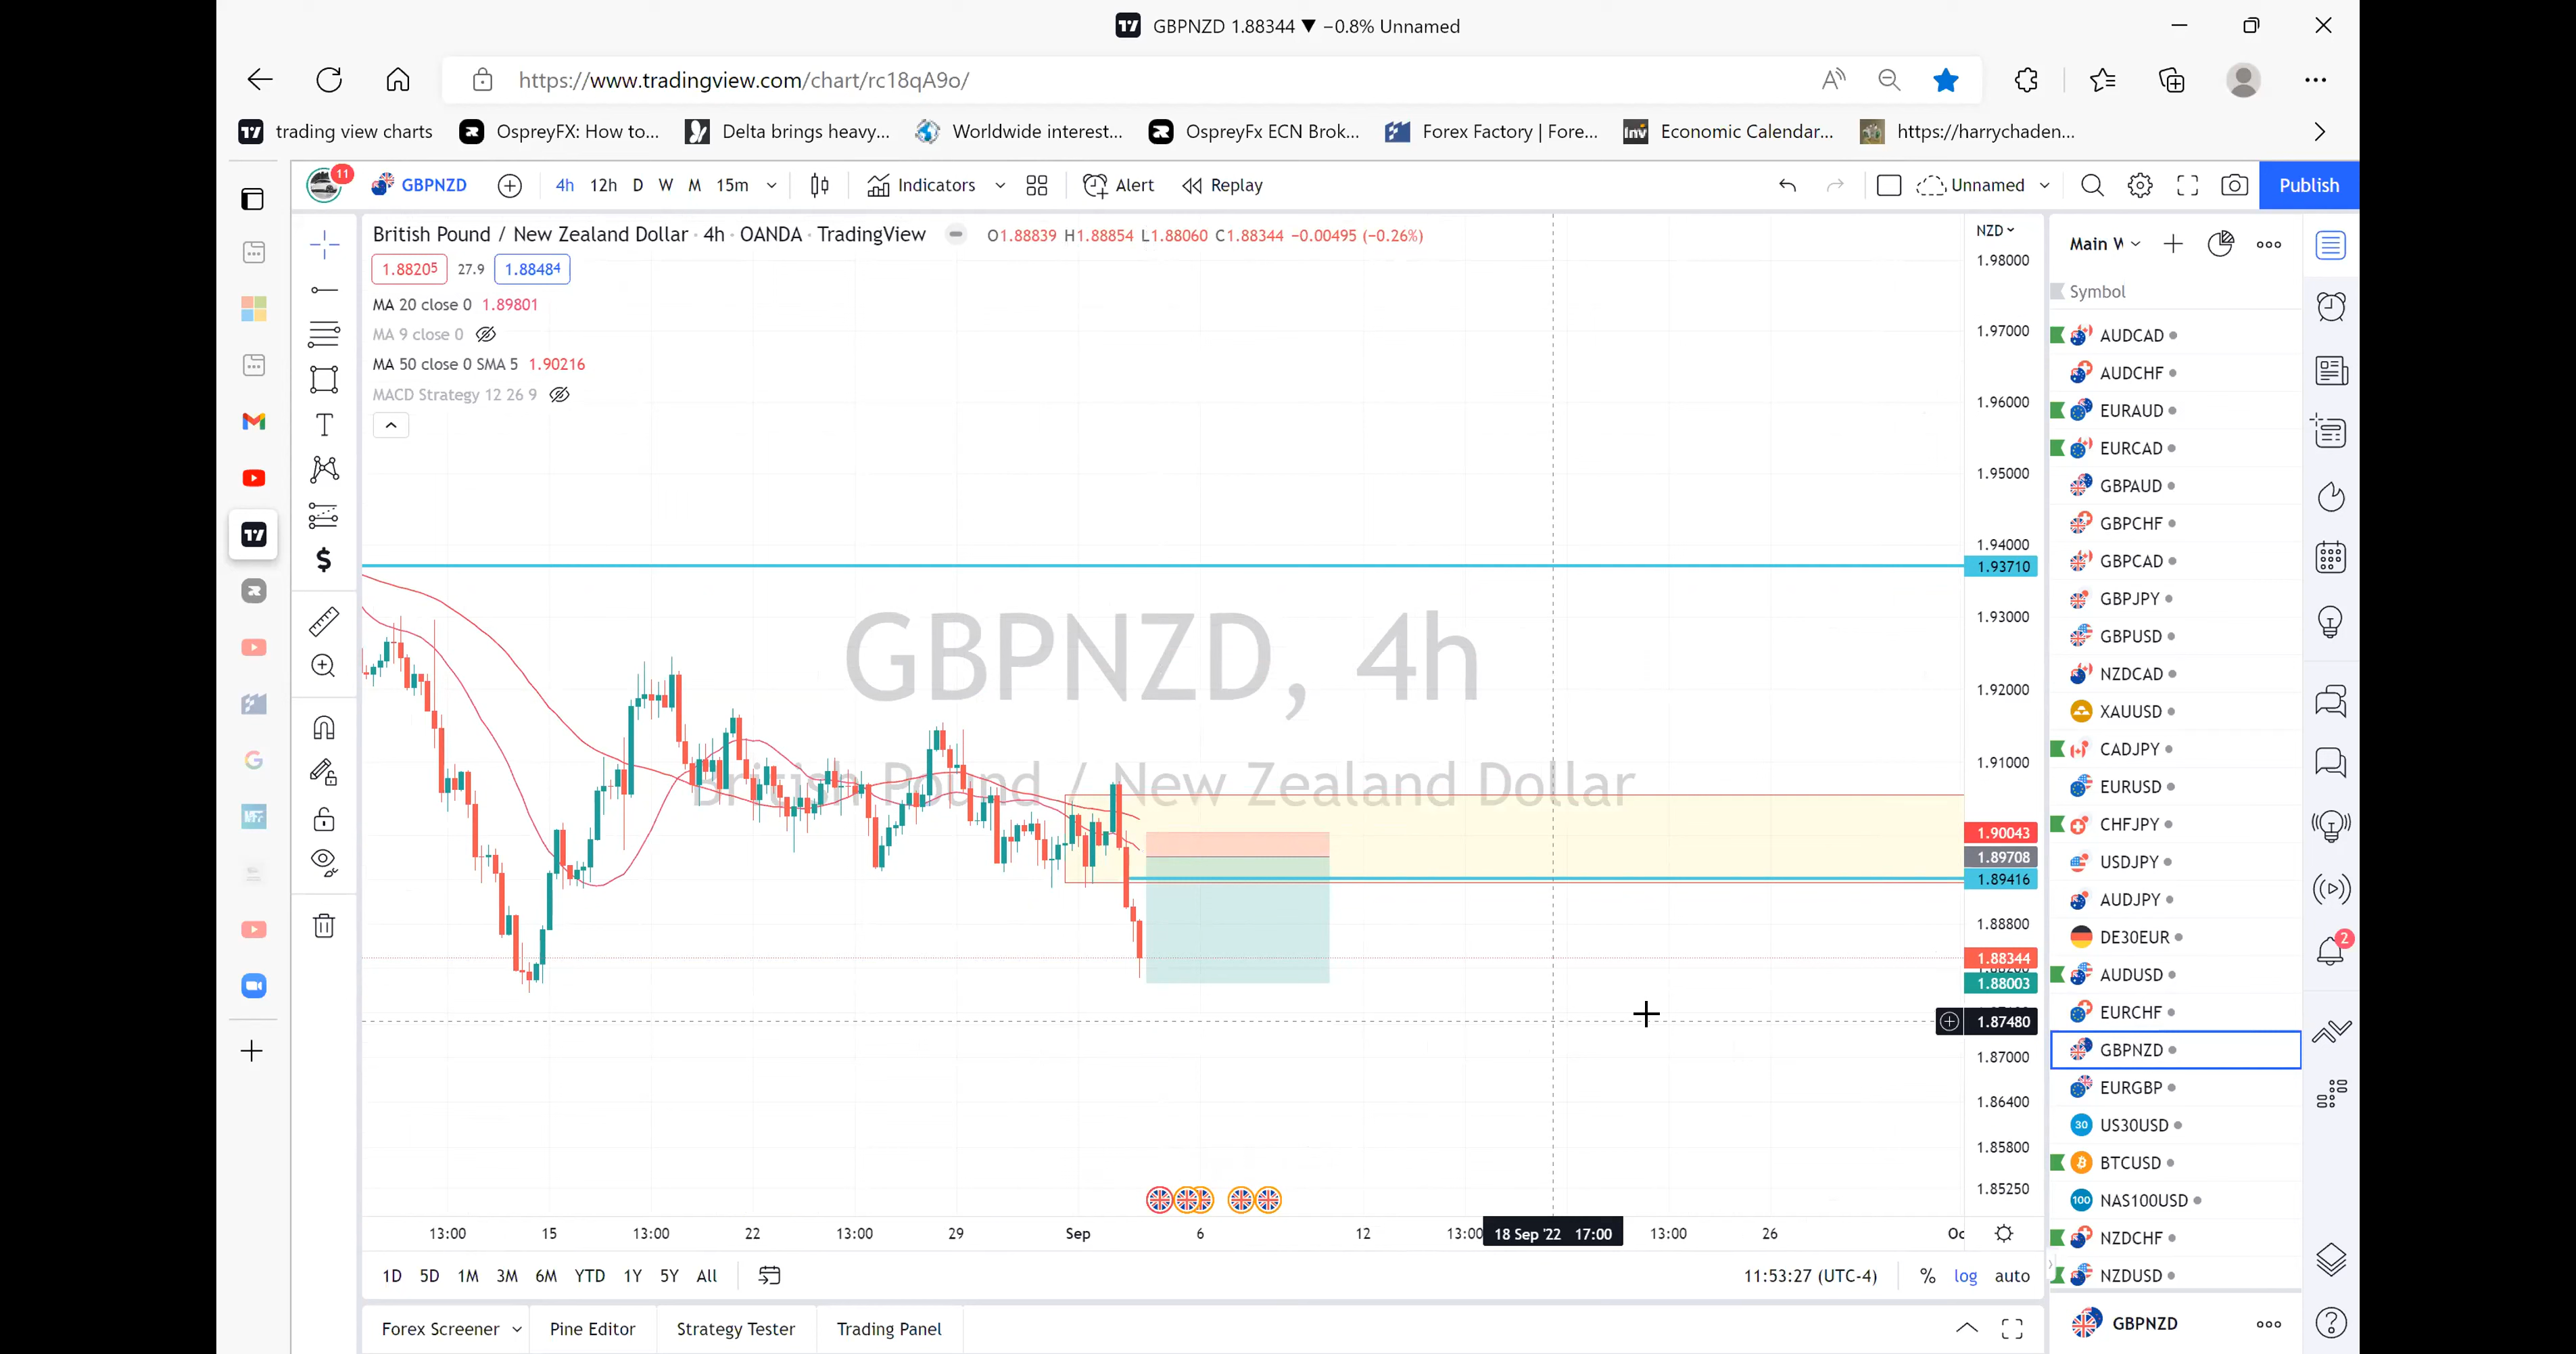 GBPNZD 1.88344 ▼ −0.8% Unnamed
https://www.tradingview.com/chart/rc18qA9o/
trading view charts OspreyFX: How to... Delta brings heavy... Worldwide interest... OspreyFx ECN Brok... Forex Factory | Fore... Economic Calendar... https://harrychaden...
11 GBPNZD 4h 12h D W M 15m Indicators Alert Replay Unnamed Publish
British Pound / New Zealand Dollar · 4h · OANDA · TradingView O1.88839 H1.88854 L1.88060 C1.88344 −0.00495 (−0.26%)
1.88205 27.9 1.88484
MA 20 close 0 1.89801
MA 9 close 0
MA 50 close 0 SMA 5 1.90216
MACD Strategy 12 26 9
GBPNZD, 4h
British Pound / New Zealand Dollar
NZD
1.98000
1.97000
1.96000
1.95000
1.94000
1.93710
1.93000
1.92000
1.91000
1.90043
1.89708
1.89416
1.88800
1.88344
1.88003
1.87480
1.87000
1.86400
1.85800
1.85250
13:00 15 13:00 22 13:00 29 Sep 6 12 13:00 18 Sep '22 17:00 13:00 26
1D 5D 1M 3M 6M YTD 1Y 5Y All 11:53:27 (UTC-4) % log auto
Forex Screener Pine Editor Strategy Tester Trading Panel
Main
Symbol
AUDCAD
AUDCHF
EURAUD
EURCAD
GBPAUD
GBPCHF
GBPCAD
GBPJPY
GBPUSD
NZDCAD
XAUUSD
CADJPY
EURUSD
CHFJPY
USDJPY
AUDJPY
DE30EUR
AUDUSD
EURCHF
GBPNZD
EURGBP
30 US30USD
BTCUSD
100 NAS100USD
NZDCHF
NZDUSD
GBPNZD
2